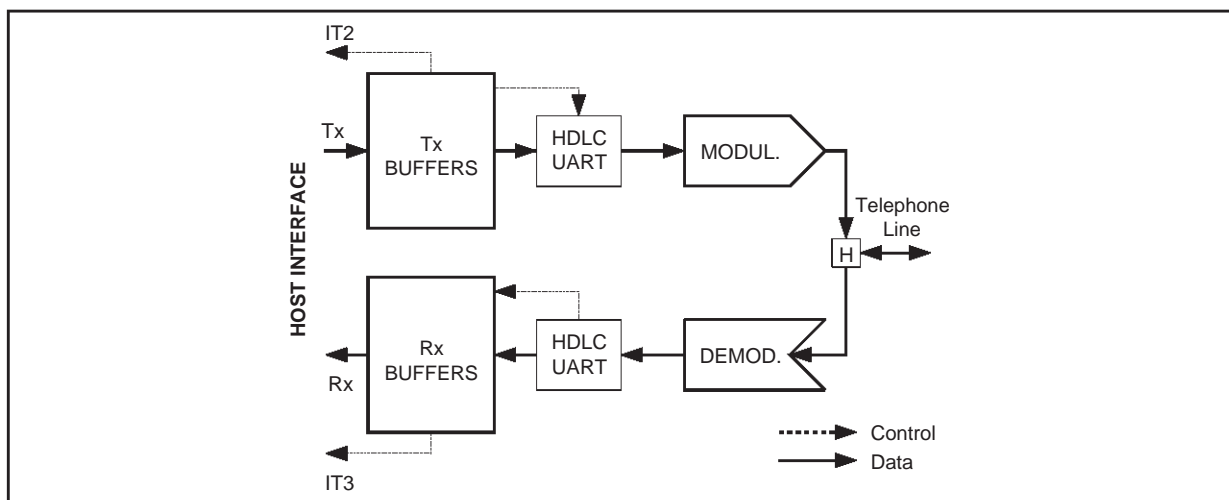 IT2
Tx
Tx
BUFFERS
HDLC
UART
MODUL.
Telephone
Line
H
HOST INTERFACE
Rx
BUFFERS
HDLC
UART
DEMOD.
Rx
IT3
Control
Data